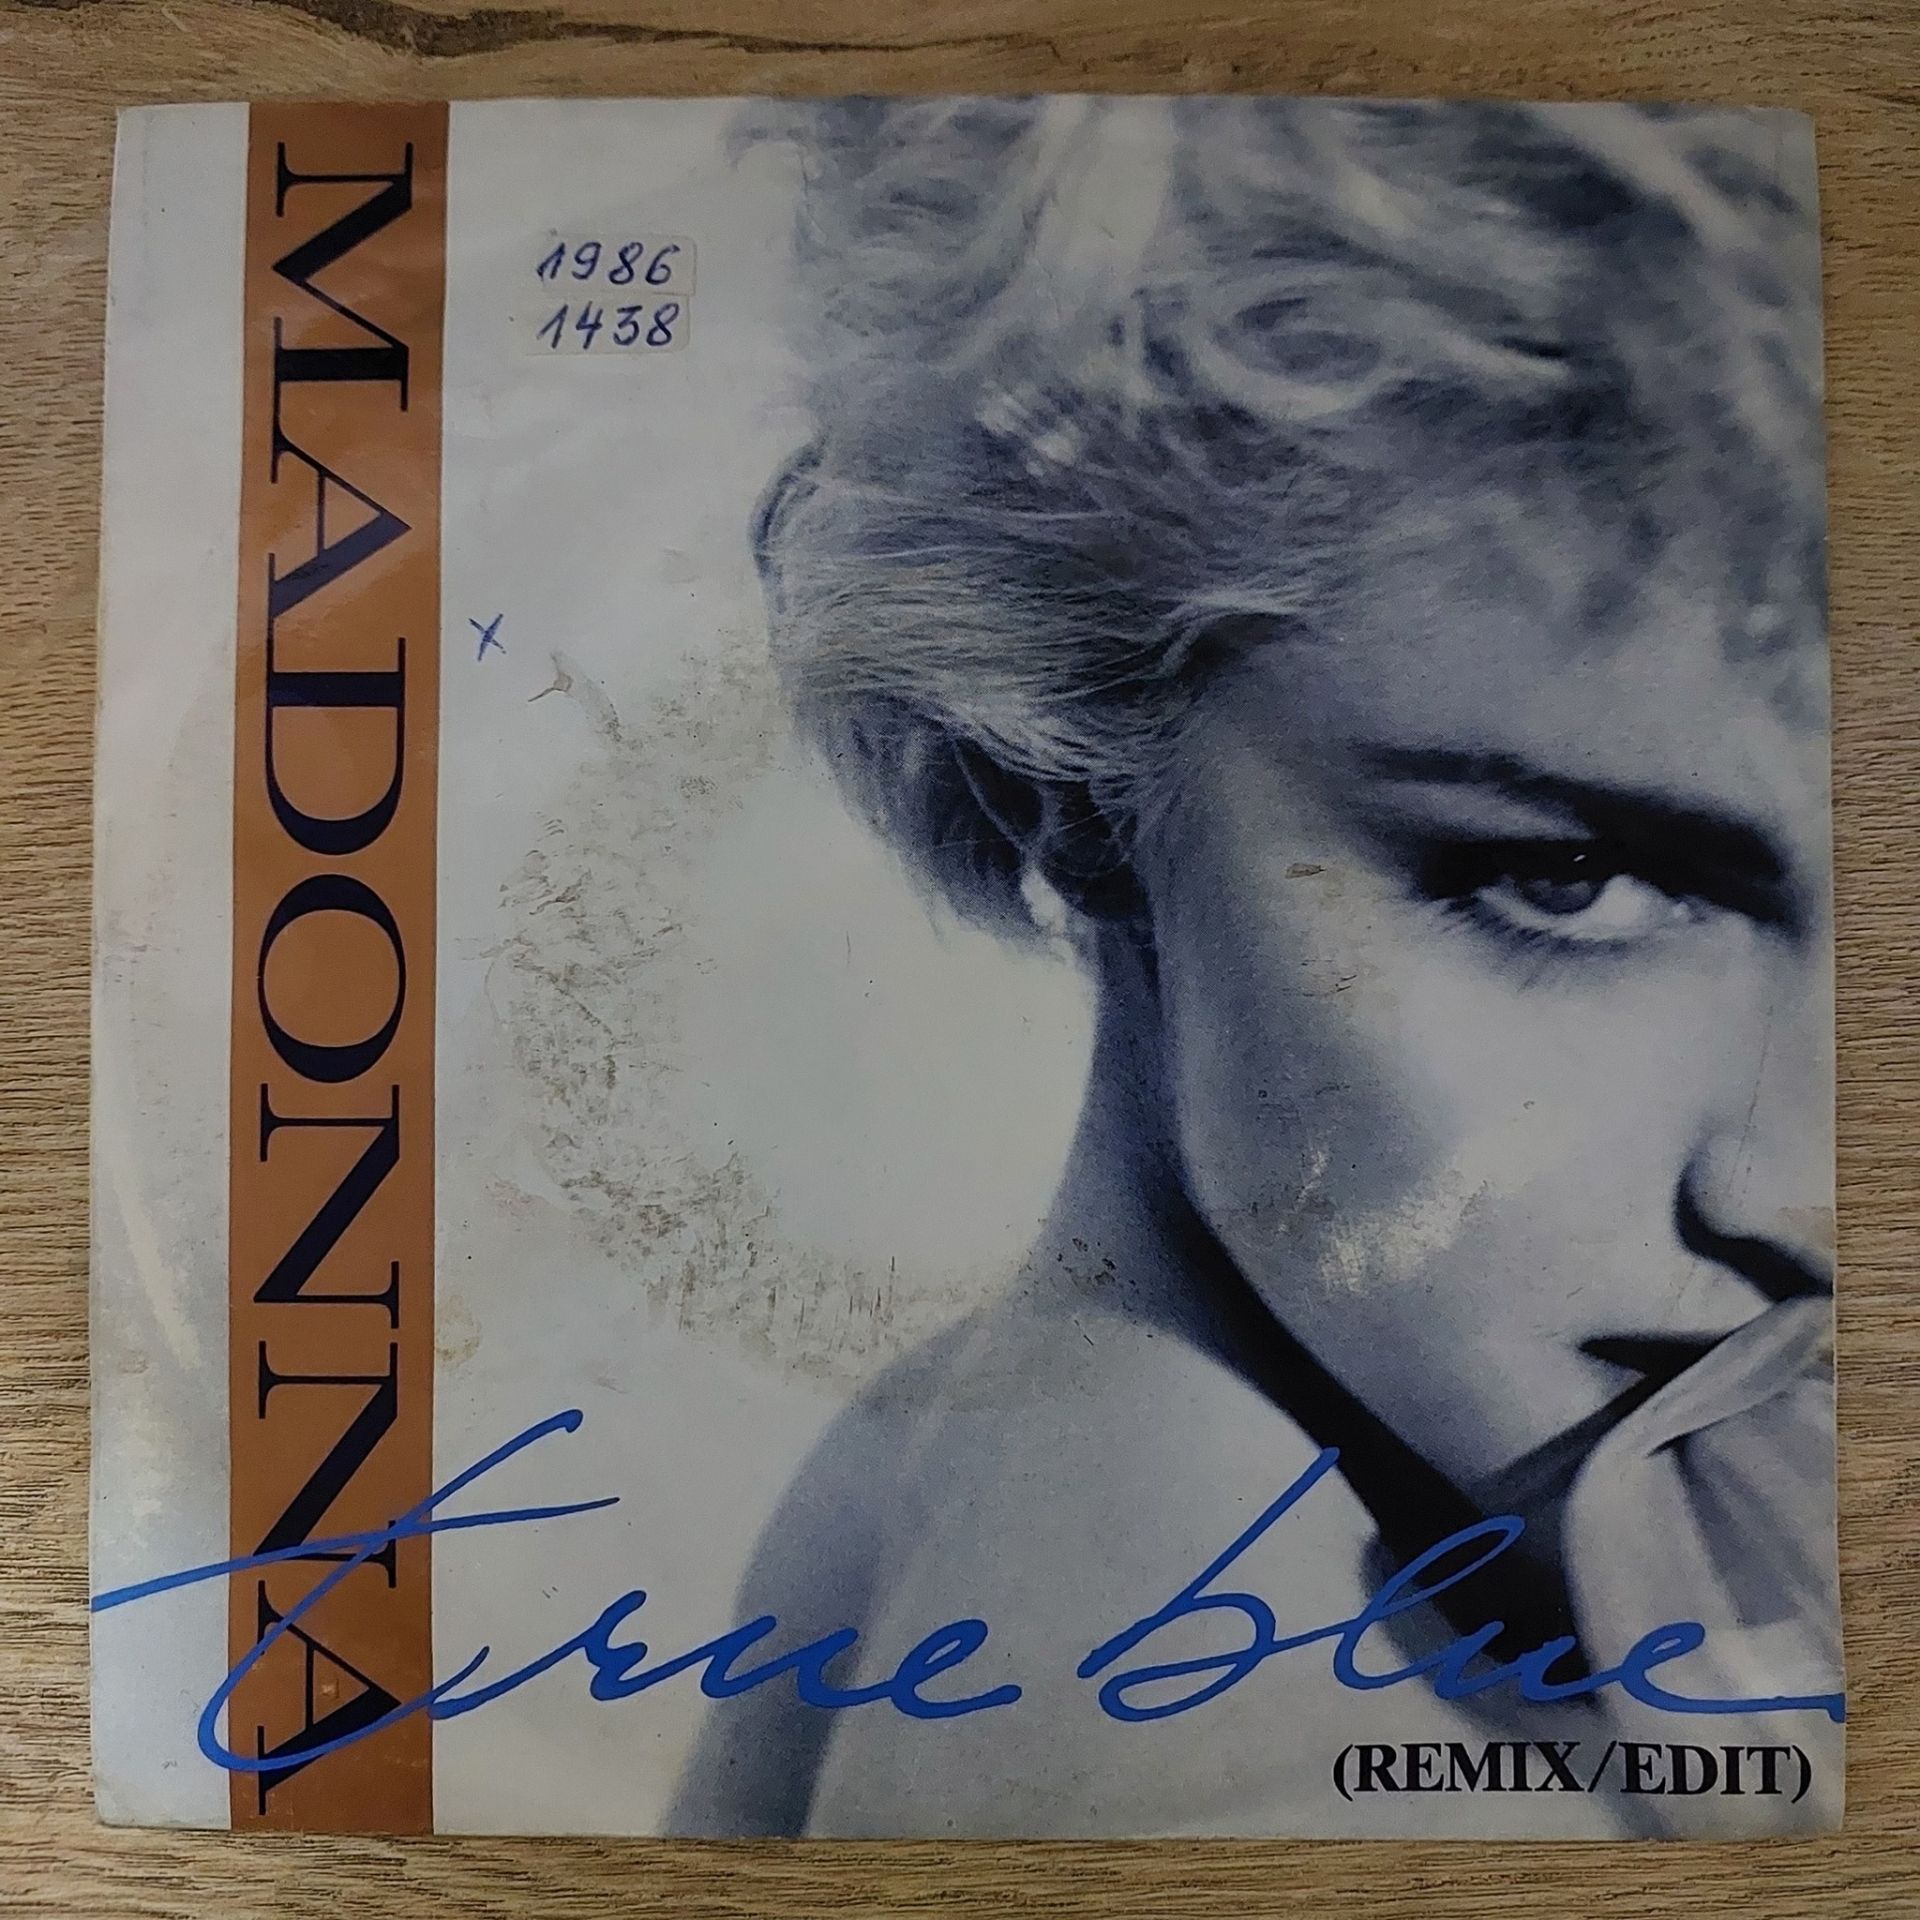 MADONNA
1986
1438
x
true blue
(REMIX/EDIT)